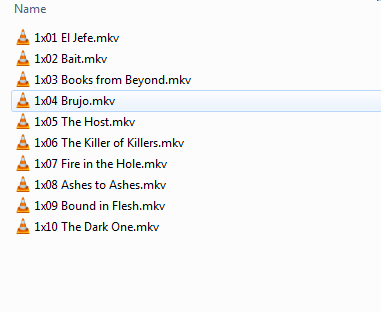 Name
1x01 El Jefe.mkv
1x02 Bait.mkv
1x03 Books from Beyond.mkv
1x04 Brujo.mkv
1x05 The Host.mkv
1x06 The Killer of Killers.mkv
1x07 Fire in the Hole.mkv
1x08 Ashes to Ashes.mkv
1x09 Bound in Flesh.mkv
1x10 The Dark One.mkv